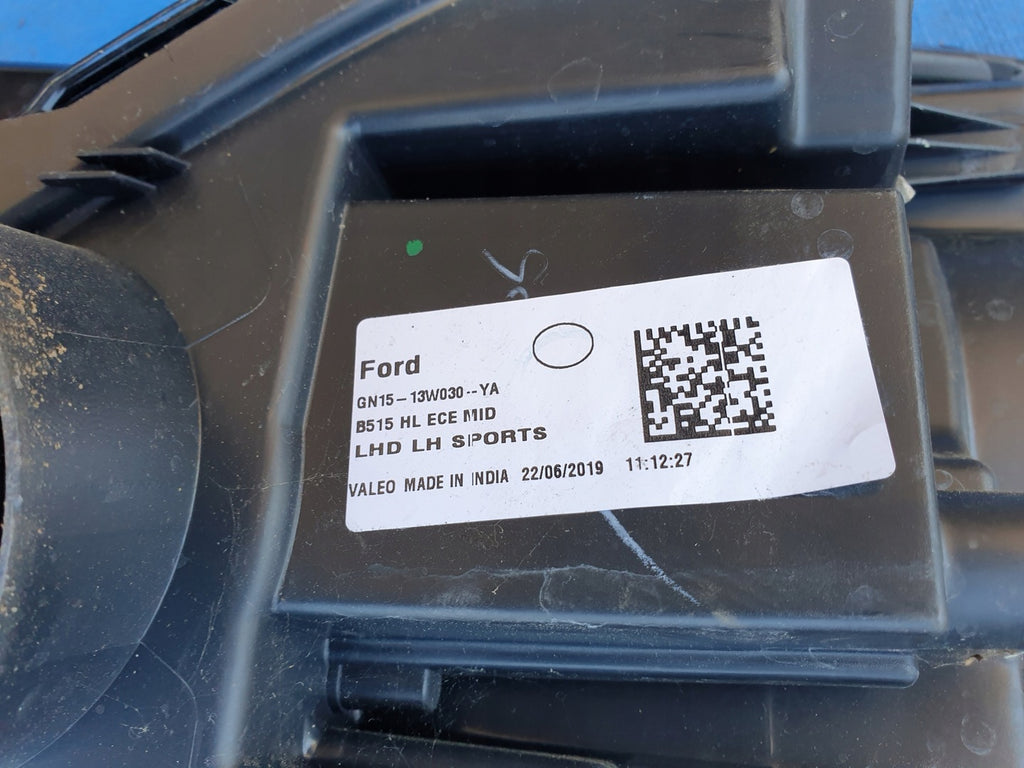 Ford
GN15-13W030--YA
B515 HL ECE MID
LHD LH SPORTS
VALEO MADE IN INDIA 22/06/2019 11:12:27